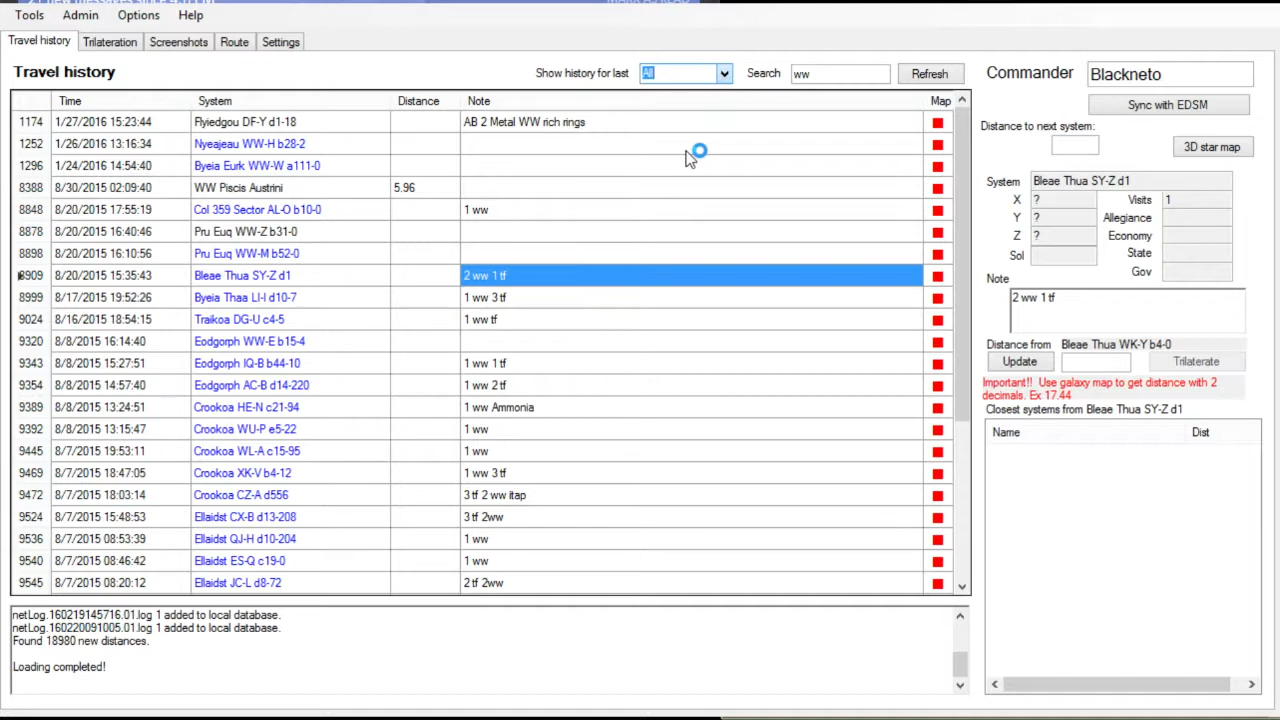 Tools Admin Options Help
Travel history Trilateration Screenshots Route Settings
Travel history
Show history for last All Search ww Refresh
Time System Distance Note Map
1174 1/27/2016 15:23:44 Ryiedgou DF-Y d1-18 AB 2 Metal WW rich rings
1252 1/26/2016 13:16:34 Nyeajeau WW-H b28-2
1296 1/24/2016 14:54:40 Byeia Eurk WW-W a111-0
8388 8/30/2015 02:09:40 WW Piscis Austrini 5.96
8848 8/20/2015 17:55:19 Col 359 Sector AL-O b10-0 1 ww
8878 8/20/2015 16:40:46 Pru Euq WW-Z b31-0
8898 8/20/2015 16:10:56 Pru Euq WW-M b52-0
8909 8/20/2015 15:35:43 Bleae Thua SY-Z d1 2 ww 1 tf
8999 8/17/2015 19:52:26 Byeia Thaa LI-I d10-7 1 ww 3 tf
9024 8/16/2015 18:54:15 Traikoa DG-U c4-5 1 ww tf
9320 8/8/2015 16:14:40 Eodgorph WW-E b15-4
9343 8/8/2015 15:27:51 Eodgorph IQ-B b44-10 1 ww 1 tf
9354 8/8/2015 14:57:40 Eodgorph AC-B d14-220 1 ww 2 tf
9389 8/8/2015 13:24:51 Crookoa HE-N c21-94 1 ww Ammonia
9392 8/8/2015 13:15:47 Crookoa WU-P e5-22 1 ww
9445 8/7/2015 19:53:11 Crookoa WL-A c15-95 1 ww
9469 8/7/2015 18:47:05 Crookoa XK-V b4-12 1 ww 3 tf
9472 8/7/2015 18:03:14 Crookoa CZ-A d556 3 tf 2 ww itap
9524 8/7/2015 15:48:53 Ellaidst CX-B d13-208 3 tf 2ww
9536 8/7/2015 08:53:39 Ellaidst QJ-H d10-204 1 ww
9540 8/7/2015 08:46:42 Ellaidst ES-Q c19-0 1 ww
9545 8/7/2015 08:20:12 Ellaidst JC-L d8-72 2 tf 2ww
netLog.160219145716.01.log 1 added to local database.
netLog.160220091005.01.log 1 added to local database.
Found 18980 new distances.
Loading completed!
Commander Blackneto
Sync with EDSM
Distance to next system:
3D star map
System Bleae Thua SY-Z d1
X ? Visits 1
Y ? Allegiance
Z ? Economy
Sol State
Gov
Note
2 ww 1 tf
Distance from Bleae Thua WK-Y b4-0
Update Trilaterate
Important!! Use galaxy map to get distance with 2
decimals. Ex 17.44
Closest systems from Bleae Thua SY-Z d1
Name Dist